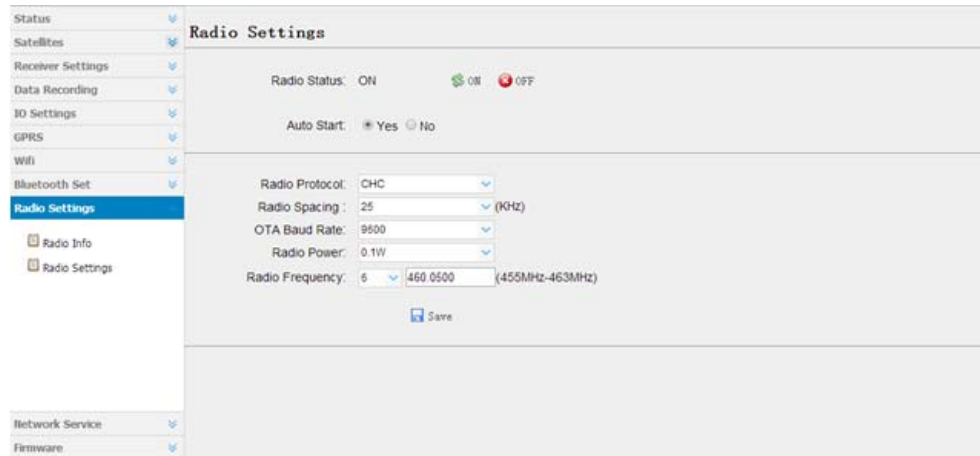 Status
Satellites
Receiver Settings
Data Recording
IO Settings
GPRS
Wifi
Bluetooth Set
Radio Settings
Radio Info
Radio Settings
Network Service
Firmware
Radio Settings
Radio Status: ON ON OFF
Auto Start: Yes No
Radio Protocol: CHC
Radio Spacing : 25 (KHz)
OTA Baud Rate: 9600
Radio Power: 0.1W
Radio Frequency: 6 460.0500 (455MHz-463MHz)
Save